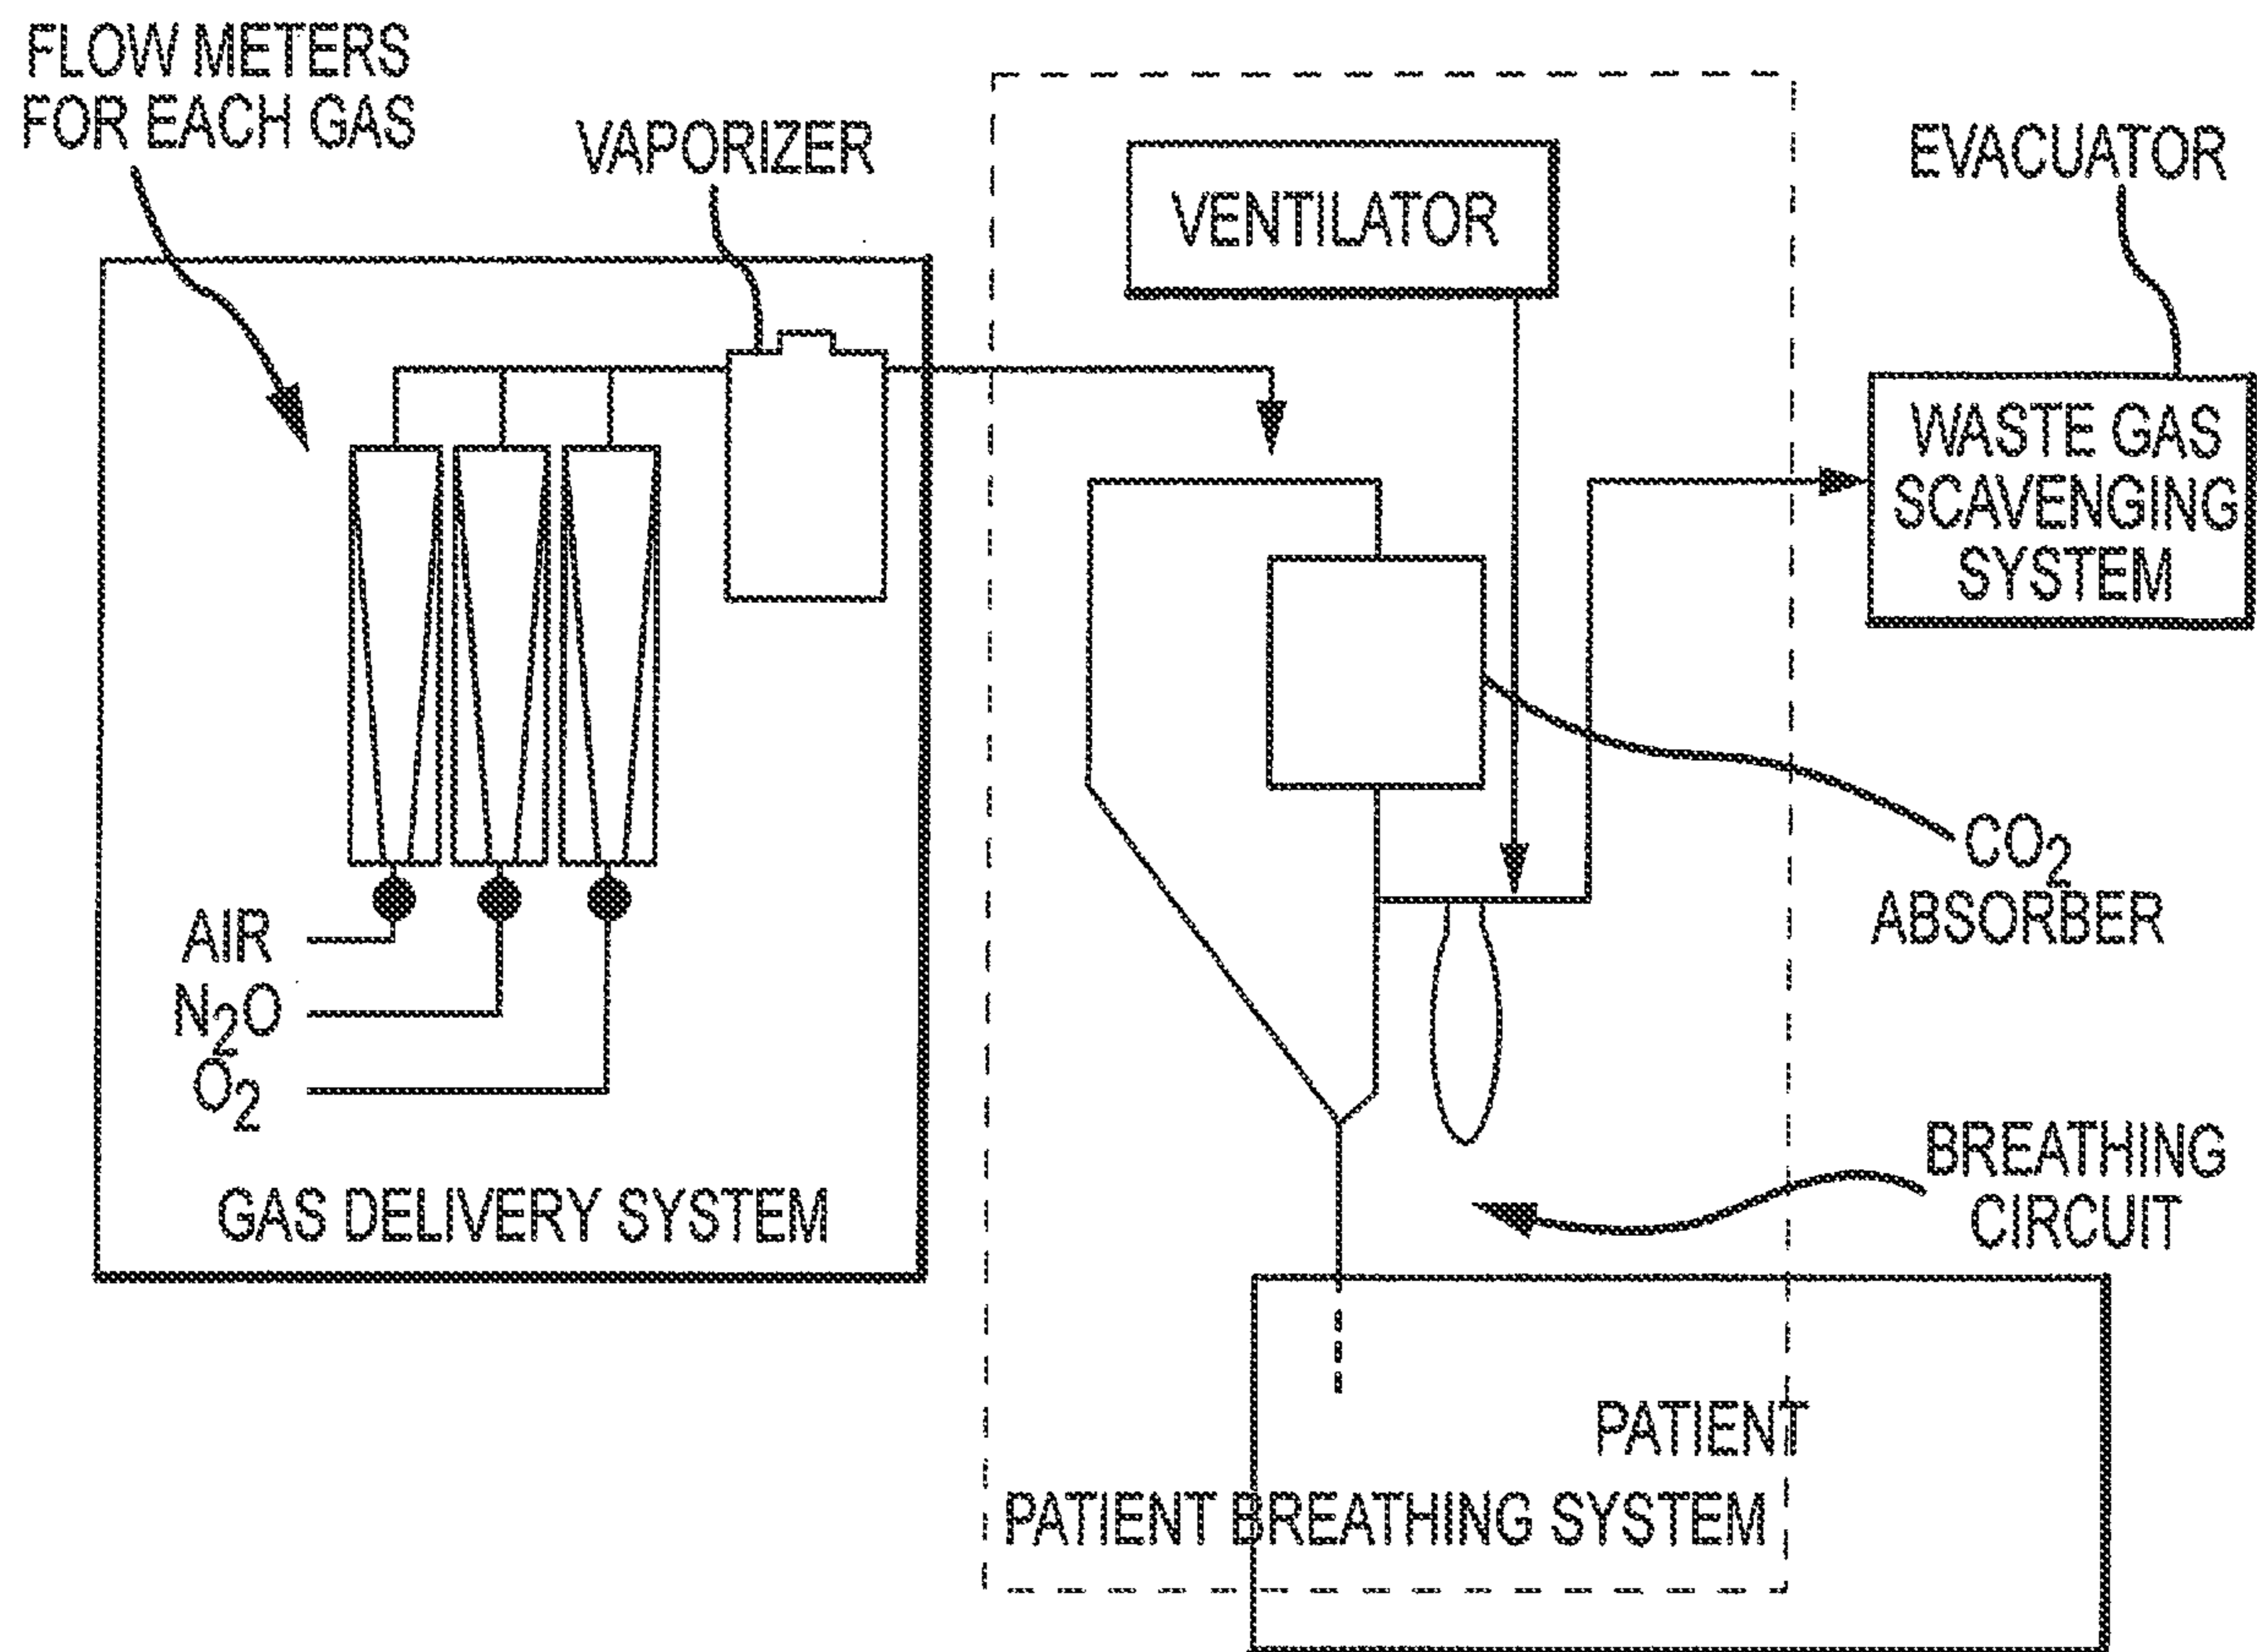 FLOW METERS
FOR EACH GAS
VAPORIZER
VENTILATOR
EVACUATOR
WASTE GAS
SCAVENGING
SYSTEM
CO₂
ABSORBER
AIR
N₂O
O₂
GAS DELIVERY SYSTEM
BREATHING
CIRCUIT
PATIENT
PATIENT BREATHING SYSTEM